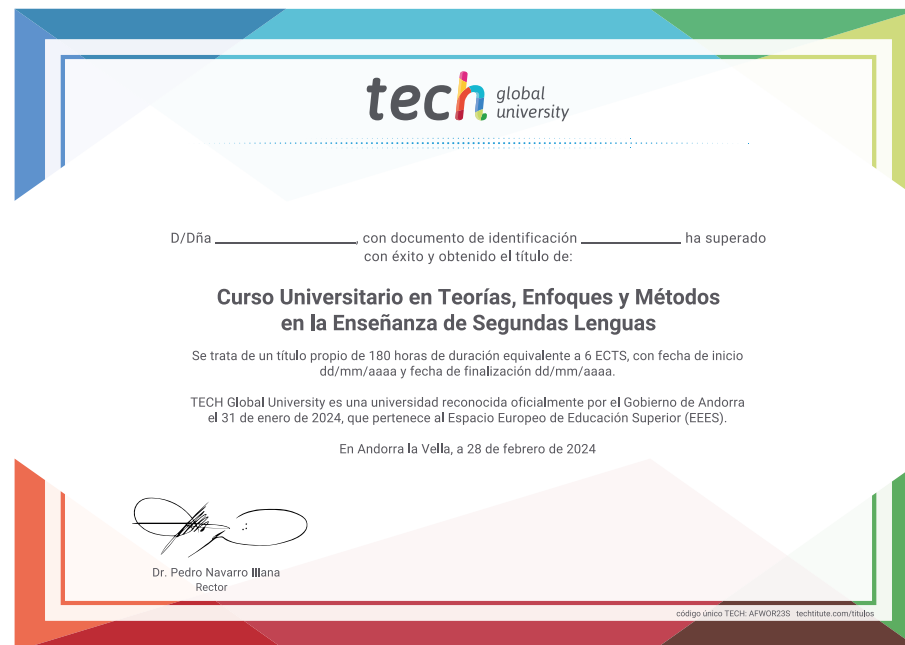 tech global university
D/Dña ____________________, con documento de identificación ______________ ha superado
con éxito y obtenido el título de:
Curso Universitario en Teorías, Enfoques y Métodos
en la Enseñanza de Segundas Lenguas
Se trata de un título propio de 180 horas de duración equivalente a 6 ECTS, con fecha de inicio
dd/mm/aaaa y fecha de finalización dd/mm/aaaa.
TECH Global University es una universidad reconocida oficialmente por el Gobierno de Andorra
el 31 de enero de 2024, que pertenece al Espacio Europeo de Educación Superior (EEES).
En Andorra la Vella, a 28 de febrero de 2024
Dr. Pedro Navarro Illana
Rector
código único TECH: AFWOR23S techtitute.com/titulos